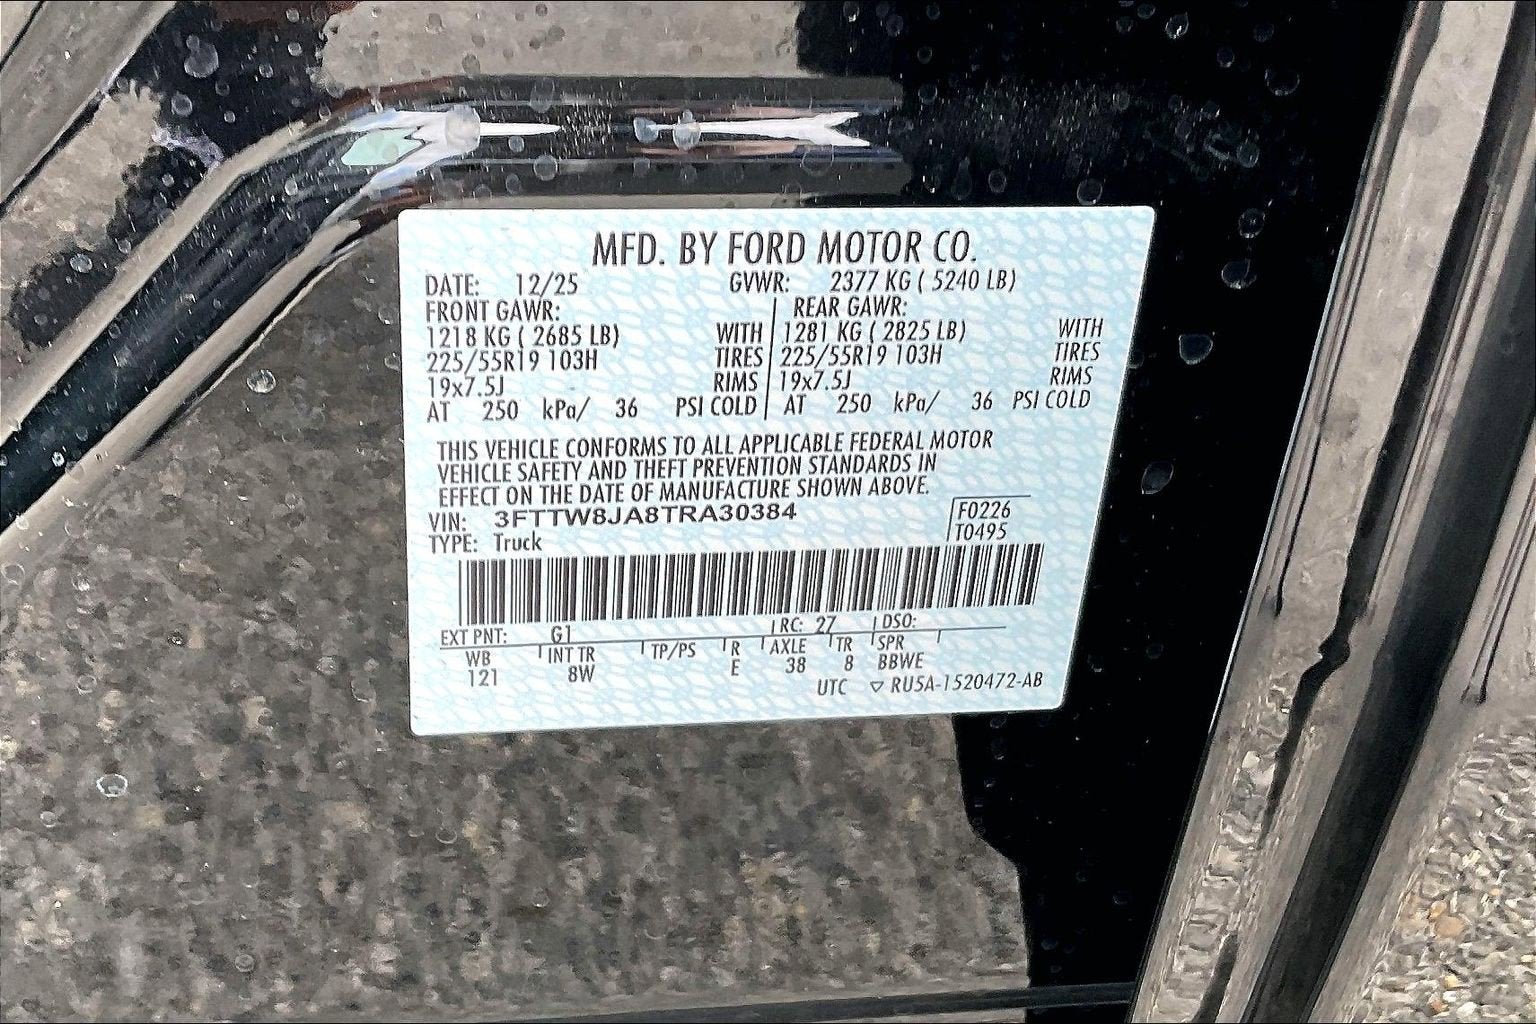 MFD. BY FORD MOTOR CO.
DATE: 12/25 GVWR: 2377 KG ( 5240 LB)
FRONT GAWR: REAR GAWR:
1218 KG ( 2685 LB) WITH 1281 KG ( 2825 LB) WITH
225/55R19 103H TIRES 225/55R19 103H TIRES
19x7.5J RIMS 19x7.5J RIMS
AT 250 kPa/ 36 PSI COLD AT 250 kPa/ 36 PSI COLD
THIS VEHICLE CONFORMS TO ALL APPLICABLE FEDERAL MOTOR
VEHICLE SAFETY AND THEFT PREVENTION STANDARDS IN
EFFECT ON THE DATE OF MANUFACTURE SHOWN ABOVE.
VIN: 3FTTW8JA8TRA30384 F0226
TYPE: Truck T0495
EXT PNT: G1 RC: 27 DSO:
WB INT TR TP/PS R AXLE TR SPR
121 8W E 38 8 BBWE
UTC ▽ RU5A-1520472-AB